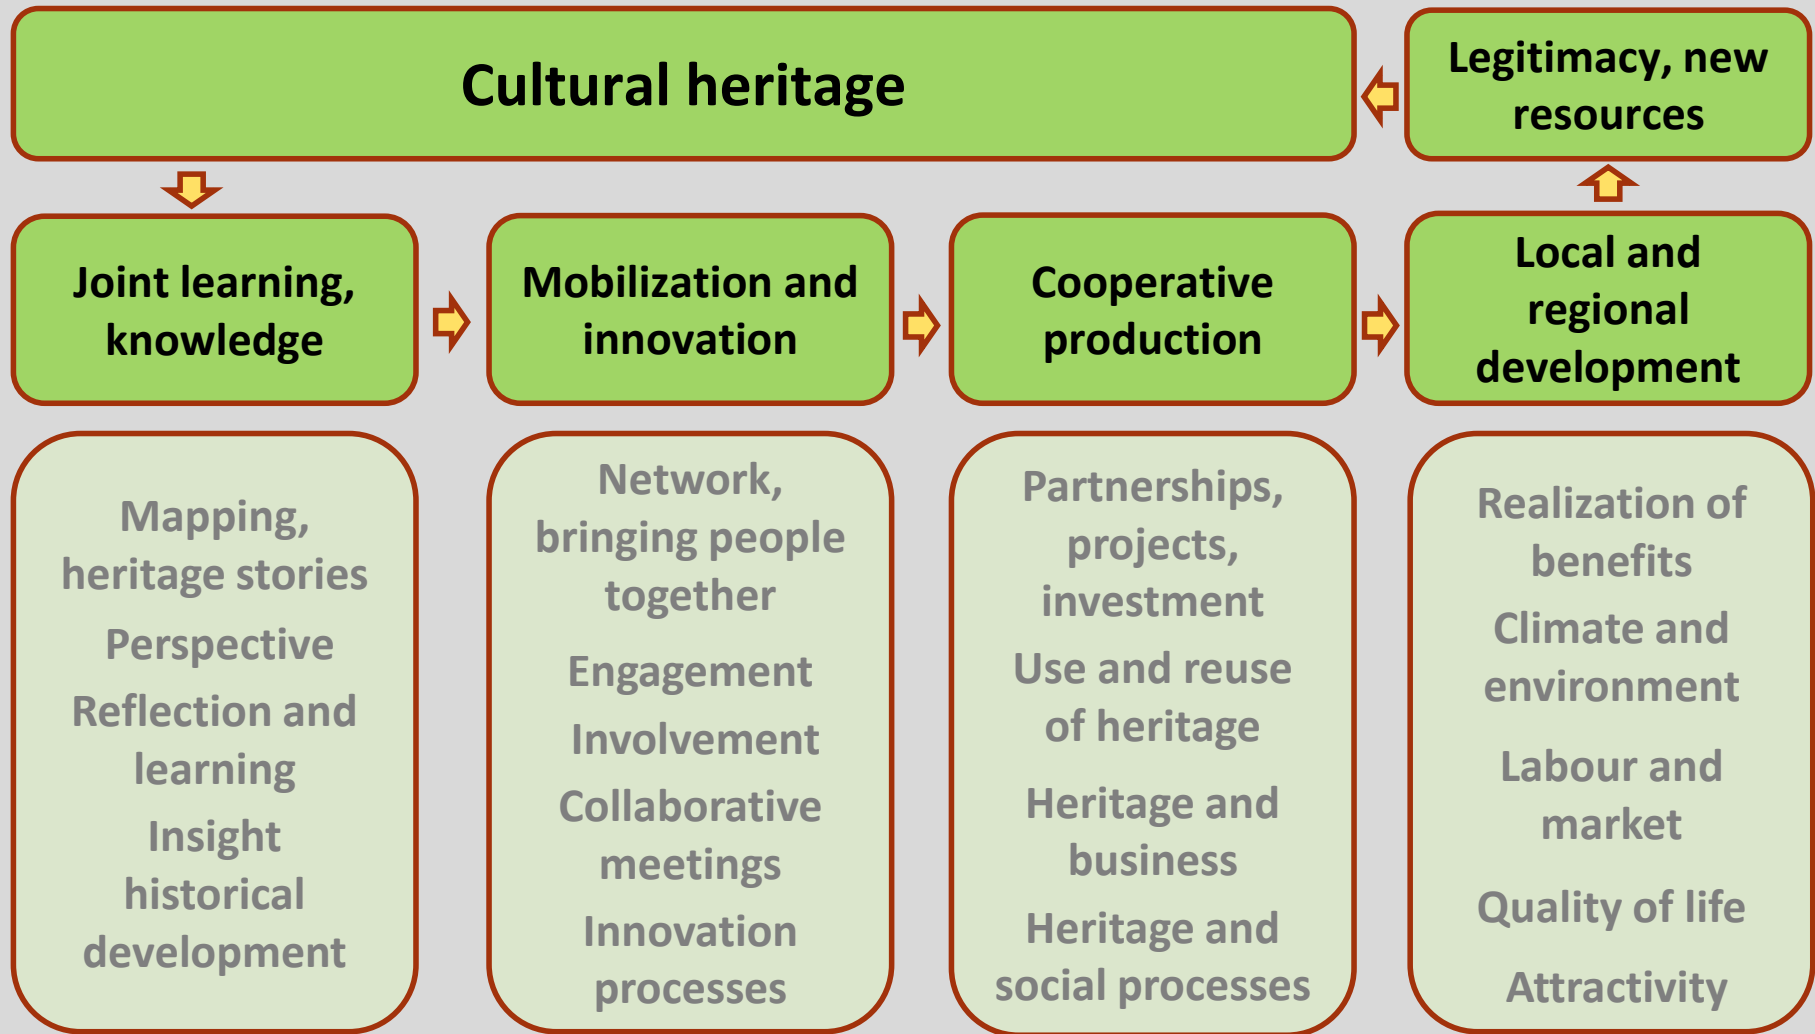 Cultural heritage
Legitimacy, new
resources
Joint learning,
knowledge
Mobilization and
innovation
Cooperative
production
Local and
regional
development
Mapping,
heritage stories
Perspective
Reflection and
learning
Insight
historical
development
Network,
bringing people
together
Engagement
Involvement
Collaborative
meetings
Innovation
processes
Partnerships,
projects,
investment
Use and reuse
of heritage
Heritage and
business
Heritage and
social processes
Realization of
benefits
Climate and
environment
Labour and
market
Quality of life
Attractivity